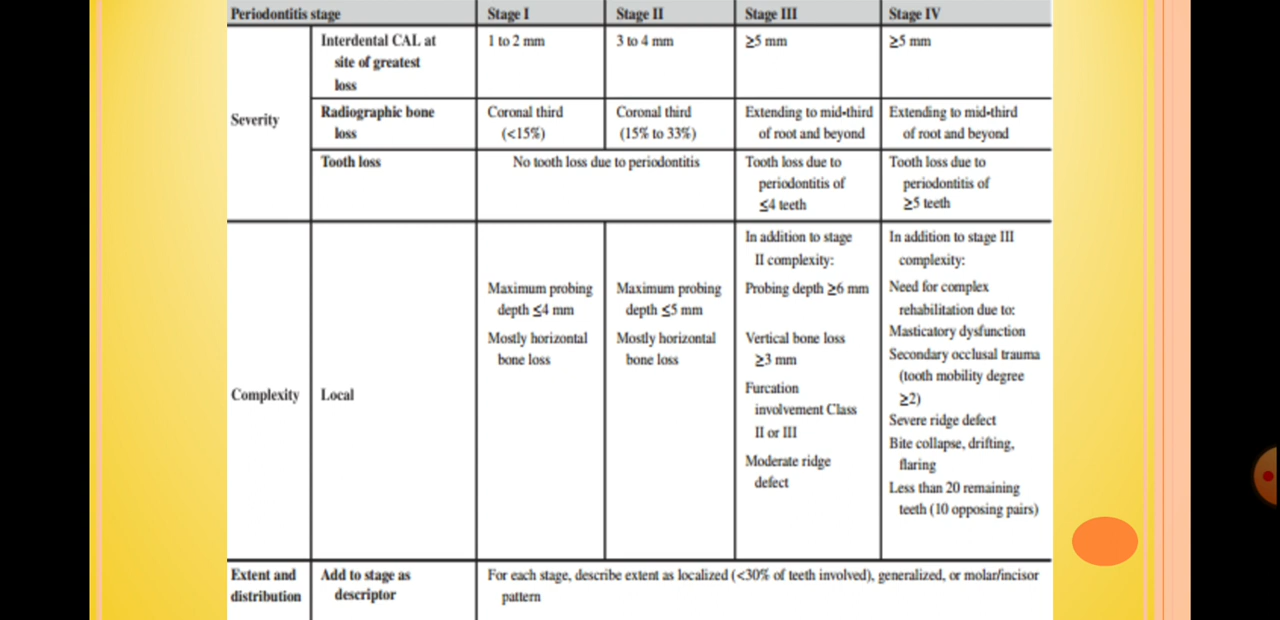 Periodontitis stage Stage I Stage II Stage III Stage IV
Severity
Interdental CAL at
site of greatest
loss
1 to 2 mm
3 to 4 mm
≥5 mm
≥5 mm
Radiographic bone
loss
Coronal third
(<15%)
Coronal third
(15% to 33%)
Extending to mid-third
of root and beyond
Extending to mid-third
of root and beyond
Tooth loss
No tooth loss due to periodontitis
Tooth loss due to
periodontitis of
≤4 teeth
Tooth loss due to
periodontitis of
≥5 teeth
Complexity
Local
Maximum probing
depth ≤4 mm
Mostly horizontal
bone loss
Maximum probing
depth ≤5 mm
Mostly horizontal
bone loss
In addition to stage
II complexity:
Probing depth ≥6 mm
Vertical bone loss
≥3 mm
Furcation
involvement Class
II or III
Moderate ridge
defect
In addition to stage III
complexity:
Need for complex
rehabilitation due to:
Masticatory dysfunction
Secondary occlusal trauma
(tooth mobility degree
≥2)
Severe ridge defect
Bite collapse, drifting,
flaring
Less than 20 remaining
teeth (10 opposing pairs)
Extent and
distribution
Add to stage as
descriptor
For each stage, describe extent as localized (<30% of teeth involved), generalized, or molar/incisor
pattern